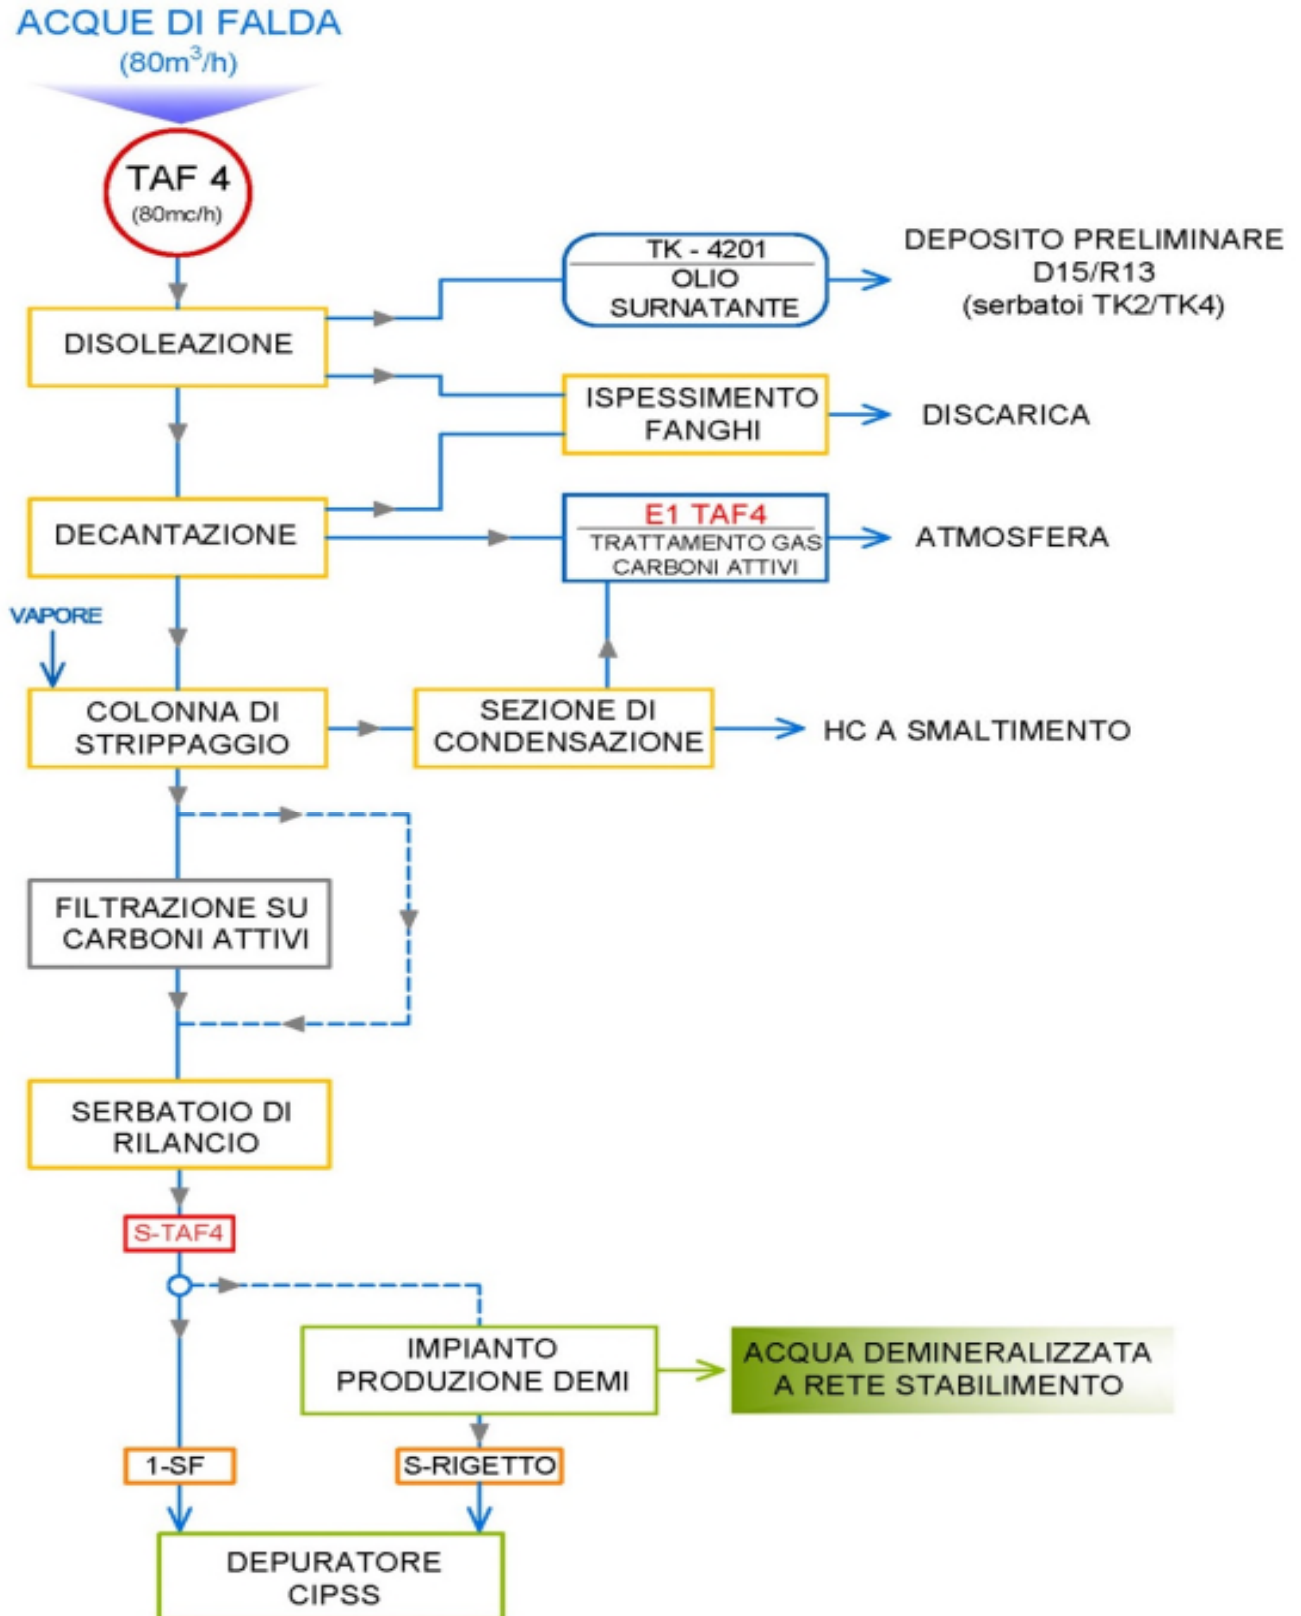 ACQUE DI FALDA
(80m³/h)
TAF 4
(80mc/h)
TK - 4201
OLIO
SURNATANTE
DEPOSITO PRELIMINARE
D15/R13
(serbatoi TK2/TK4)
DISOLEAZIONE
ISPESSIMENTO
FANGHI
DISCARICA
DECANTAZIONE
E1 TAF4
TRATTAMENTO GAS
CARBONI ATTIVI
ATMOSFERA
VAPORE
COLONNA DI
STRIPPAGGIO
SEZIONE DI
CONDENSAZIONE
HC A SMALTIMENTO
FILTRAZIONE SU
CARBONI ATTIVI
SERBATOIO DI
RILANCIO
S-TAF4
IMPIANTO
PRODUZIONE DEMI
ACQUA DEMINERALIZZATA
A RETE STABILIMENTO
1-SF
S-RIGETTO
DEPURATORE
CIPSS